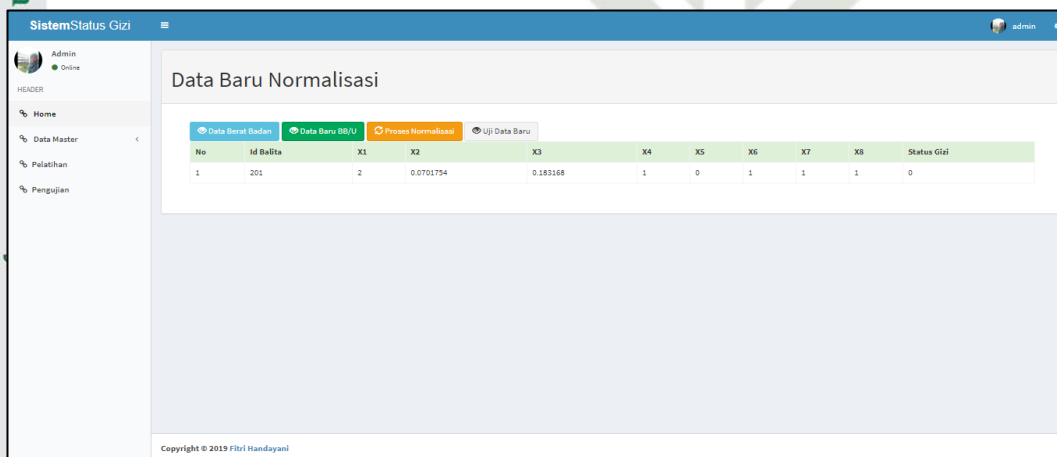 SistemStatus Gizi
admin
Admin
Online
HEADER
Home
Data Master
Pelatihan
Pengujian
Data Baru Normalisasi
Data Berat Badan Data Baru BB/U Proses Normalisasi Uji Data Baru
No Id Balita X1 X2 X3 X4 X5 X6 X7 X8 Status Gizi
1 201 2 0.0701754 0.183168 1 0 1 1 1 0
Copyright © 2019 Fitri Handayani